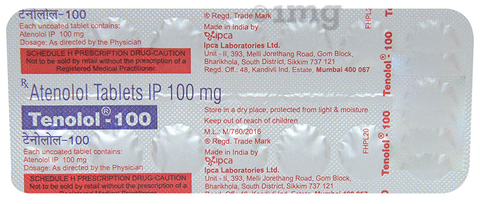 टेनोलोल-100
Each uncoated tablet contains:
Atenolol IP 100 mg
Dosage: As directed by the Physician
SCHEDULE H PRESCRIPTION DRUG-CAUTION
Not to be sold by retail without the prescription of a
Registered Medical Practitioner.
® Regd. Trade Mark
Made in India by
ipca
Ipca Laboratories Ltd.
Unit - II, 393, Melli Jorethang Road, Gom Block,
Bharikhola, South District, Sikkim 737 121
Regd. Off.: 48, Kandivli Ind. Estate, Mumbai 400 067
1mg
Rx Atenolol Tablets IP 100 mg
Tenolol®-100
Store in a dry place, protected from light & moisture
Keep out of reach of children
M.L.: M/760/2016
FHPL20
Tenolol®-100
टेनोलोल-100
Each uncoated tablet contains:
Atenolol IP 100 mg
Dosage: As directed by the Physician
SCHEDULE H PRESCRIPTION DRUG-CAUTION
Not to be sold by retail without the prescription of a
® Regd. Trade Mark
Made in India by
ipca
Ipca Laboratories Ltd.
Unit - II, 393, Melli Jorethang Road, Gom Block,
Bharikhola, South District, Sikkim 737 121
FHPL20
Tenolol®-100